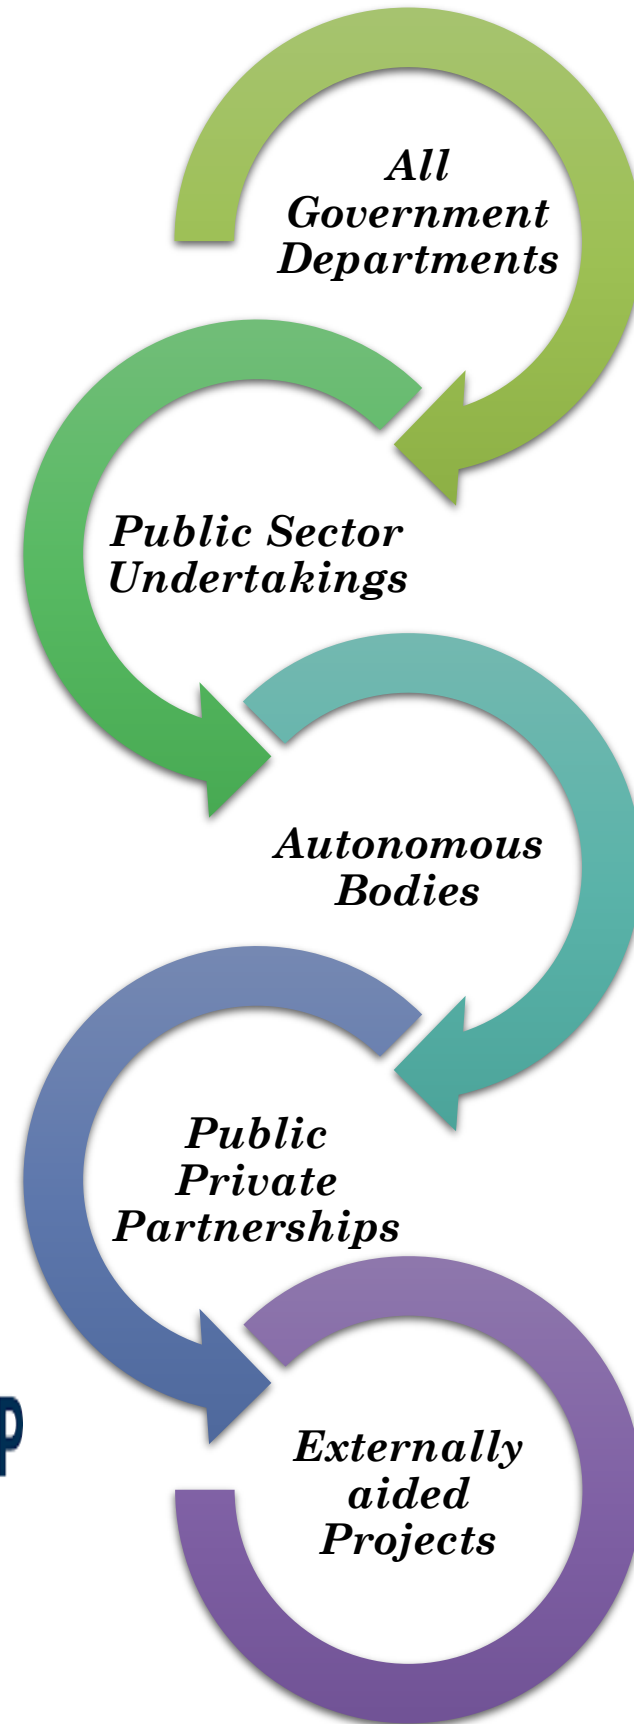 All
Government
Departments
Public Sector
Undertakings
Autonomous
Bodies
Public
Private
Partnerships
P
Externally
aided
Projects